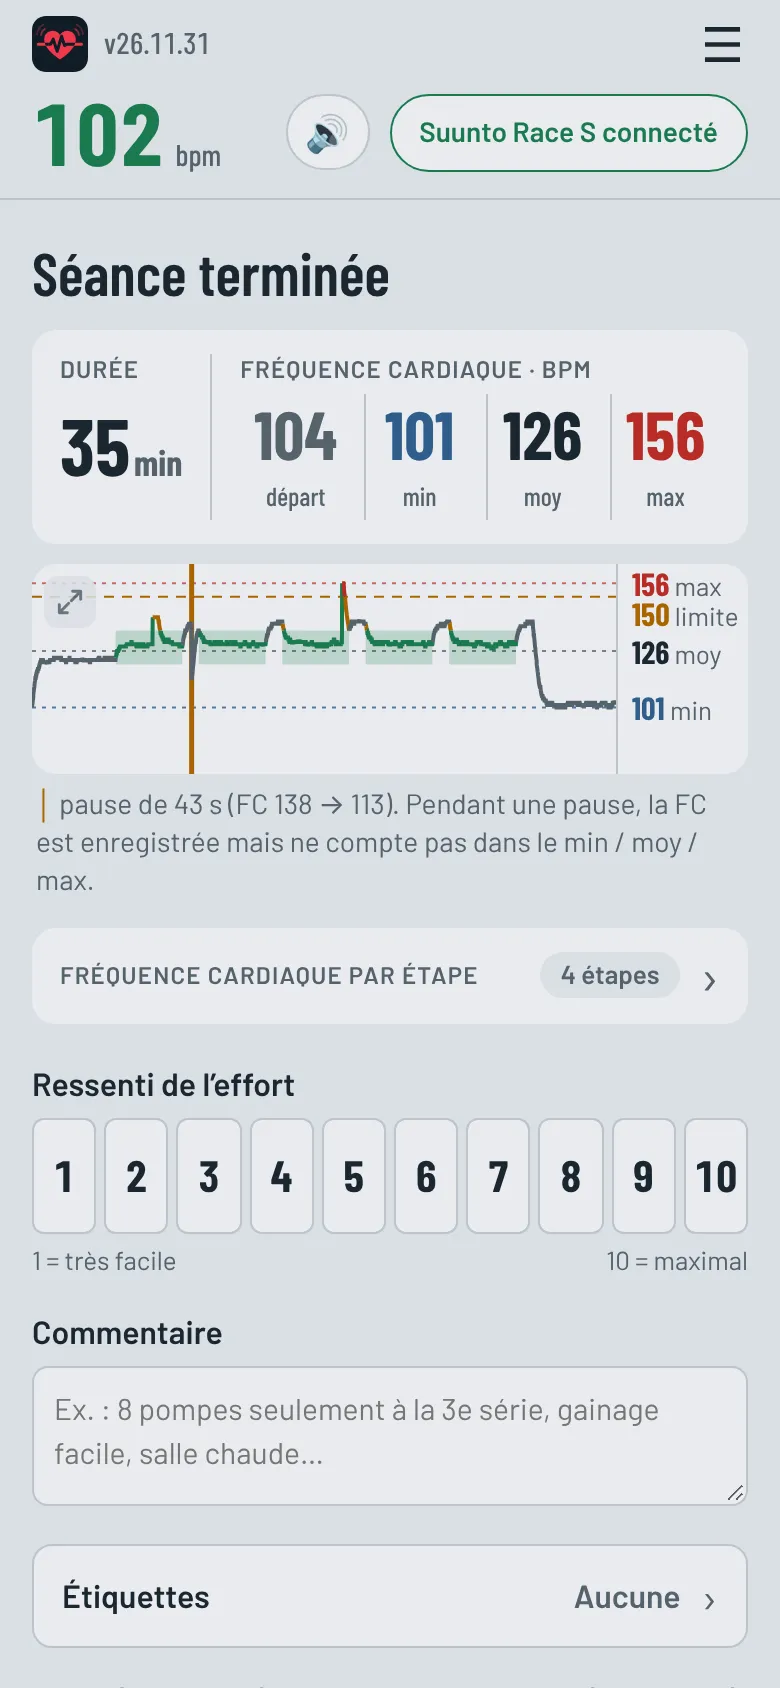 v26.11.31
102 bpm
Suunto Race S connecté
Séance terminée
DURÉE
35 min
FRÉQUENCE CARDIAQUE · BPM
104 101 126 156
départ min moy max
156 max
150 limite
126 moy
101 min
pause de 43 s (FC 138 → 113). Pendant une pause, la FC
est enregistrée mais ne compte pas dans le min / moy /
max.
FRÉQUENCE CARDIAQUE PAR ÉTAPE 4 étapes ›
Ressenti de l’effort
1 2 3 4 5 6 7 8 9 10
1 = très facile 10 = maximal
Commentaire
Ex. : 8 pompes seulement à la 3e série, gainage
facile, salle chaude…
Étiquettes Aucune ›